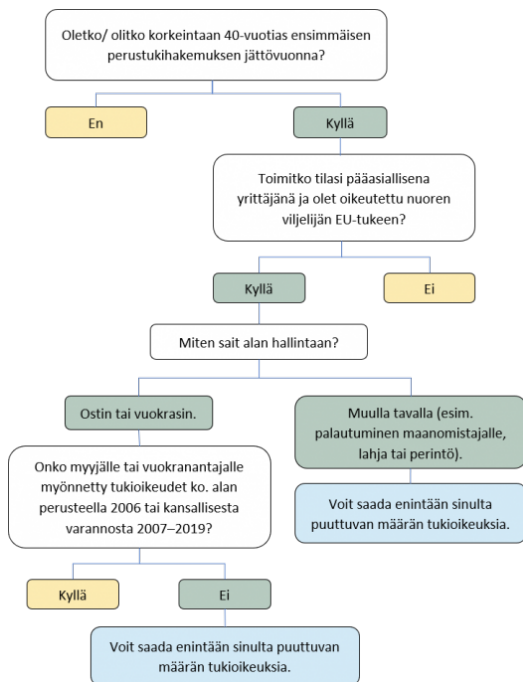 Oletko/ olitko korkeintaan 40-vuotias ensimmäisen
perustukihakemuksen jättövuonna?
En
Kyllä
Toimitko tilasi pääasiallisena
yrittäjänä ja olet oikeutettu nuoren
viljelijän EU-tukeen?
Kyllä
Ei
Miten sait alan hallintaan?
Ostin tai vuokrasin.
Muulla tavalla (esim.
palautuminen maanomistajalle,
lahja tai perintö).
Onko myyjälle tai vuokranantajalle
myönnetty tukioikeudet ko. alan
perusteella 2006 tai kansallisesta
varannosta 2007–2019?
Voit saada enintään sinulta
puuttuvan määrän tukioikeuksia.
Kyllä
Ei
Voit saada enintään sinulta puuttuvan
määrän tukioikeuksia.